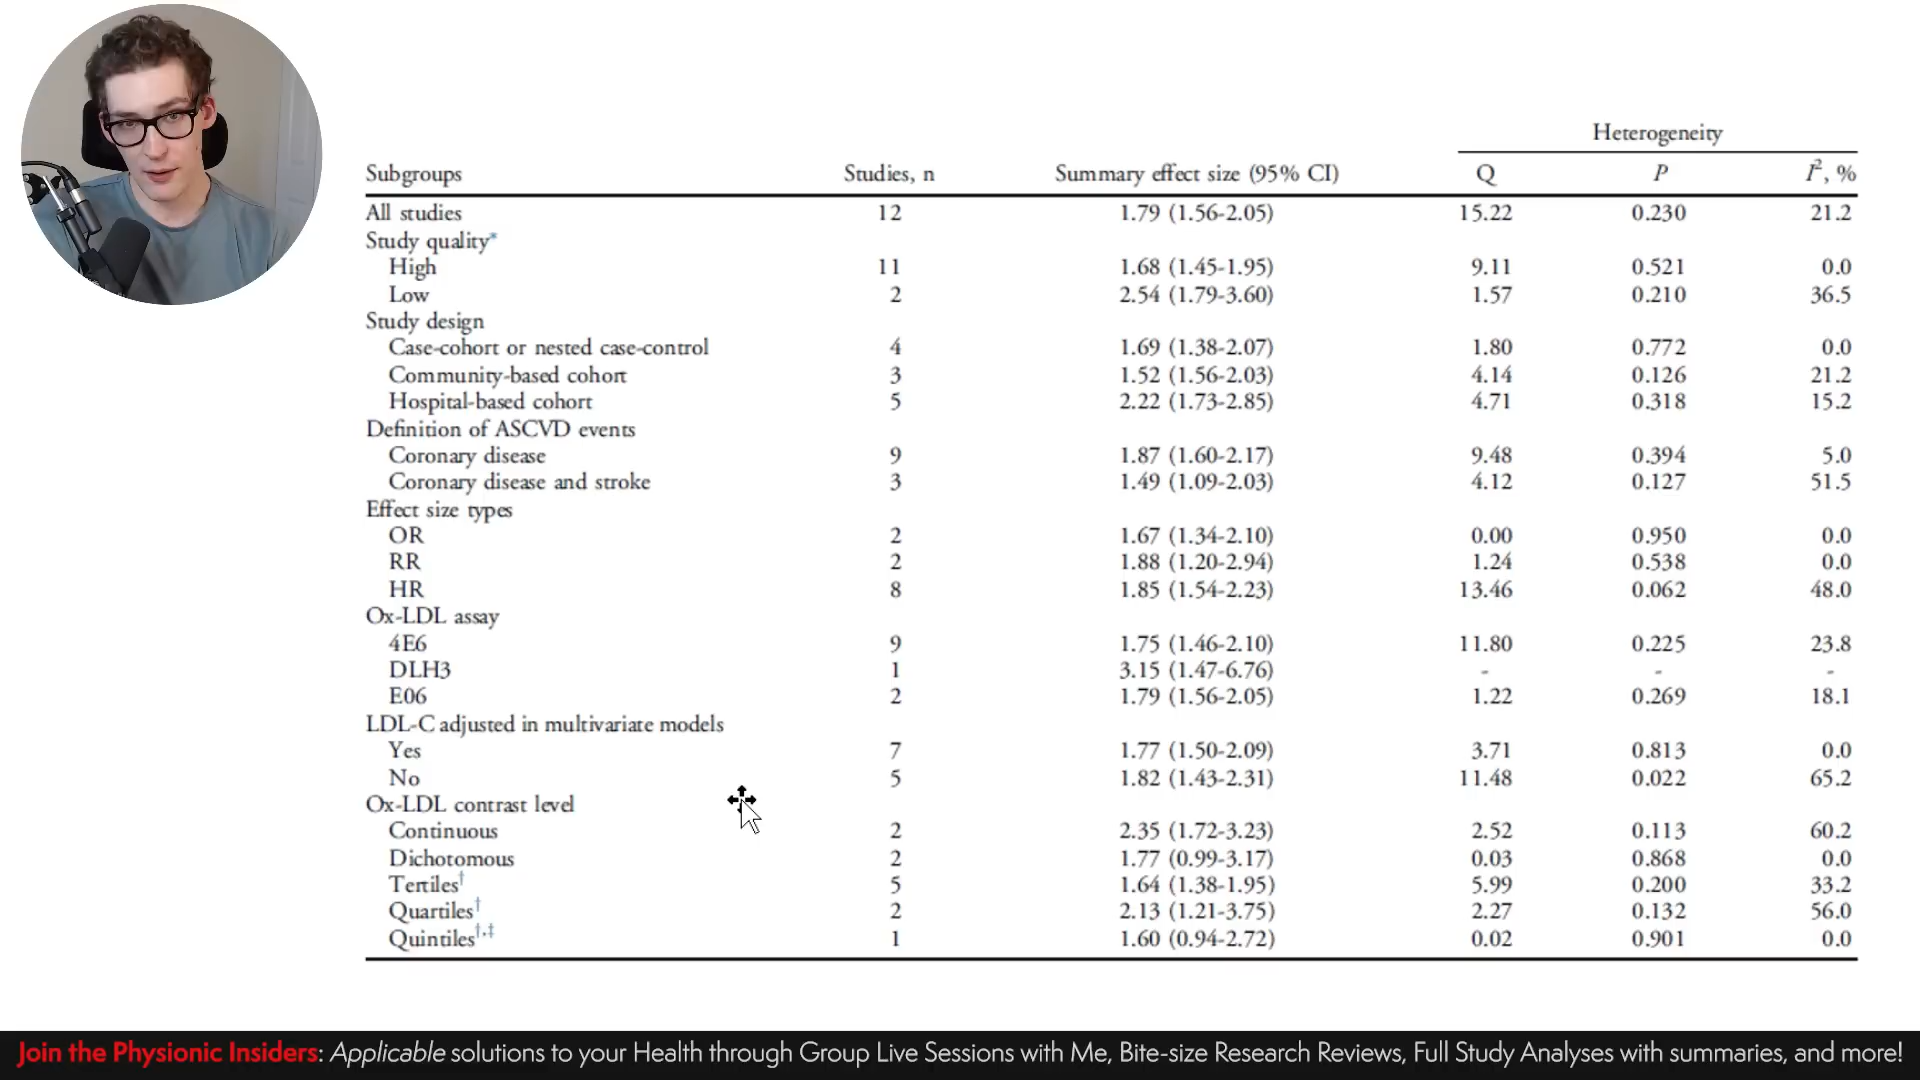 Heterogeneity
Subgroups Studies, n Summary effect size (95% CI) Q P I², %
All studies 12 1.79 (1.56-2.05) 15.22 0.230 21.2
Study quality*
High 11 1.68 (1.45-1.95) 9.11 0.521 0.0
Low 2 2.54 (1.79-3.60) 1.57 0.210 36.5
Study design
Case-cohort or nested case-control 4 1.69 (1.38-2.07) 1.80 0.772 0.0
Community-based cohort 3 1.52 (1.56-2.03) 4.14 0.126 21.2
Hospital-based cohort 5 2.22 (1.73-2.85) 4.71 0.318 15.2
Definition of ASCVD events
Coronary disease 9 1.87 (1.60-2.17) 9.48 0.394 5.0
Coronary disease and stroke 3 1.49 (1.09-2.03) 4.12 0.127 51.5
Effect size types
OR 2 1.67 (1.34-2.10) 0.00 0.950 0.0
RR 2 1.88 (1.20-2.94) 1.24 0.538 0.0
HR 8 1.85 (1.54-2.23) 13.46 0.062 48.0
Ox-LDL assay
4E6 9 1.75 (1.46-2.10) 11.80 0.225 23.8
DLH3 1 3.15 (1.47-6.76) - - -
E06 2 1.79 (1.56-2.05) 1.22 0.269 18.1
LDL-C adjusted in multivariate models
Yes 7 1.77 (1.50-2.09) 3.71 0.813 0.0
No 5 1.82 (1.43-2.31) 11.48 0.022 65.2
Ox-LDL contrast level
Continuous 2 2.35 (1.72-3.23) 2.52 0.113 60.2
Dichotomous 2 1.77 (0.99-3.17) 0.03 0.868 0.0
Tertiles† 5 1.64 (1.38-1.95) 5.99 0.200 33.2
Quartiles† 2 2.13 (1.21-3.75) 2.27 0.132 56.0
Quintiles†,‡ 1 1.60 (0.94-2.72) 0.02 0.901 0.0
Join the Physionic Insiders: Applicable solutions to your Health through Group Live Sessions with Me, Bite-size Research Reviews, Full Study Analyses with summaries, and more!